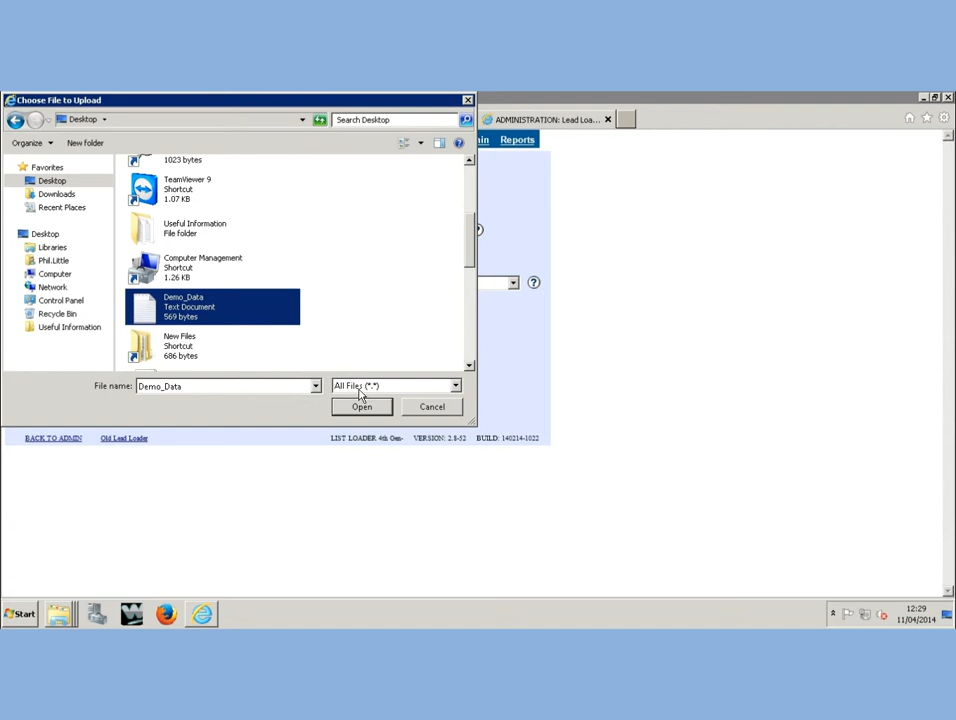 Choose File to Upload
Desktop
Search Desktop
ADMINISTRATION: Lead Loa...
Organize
New folder
Reports
Favorites
Desktop
Downloads
Recent Places
Desktop
Libraries
Phil.Little
Computer
Network
Control Panel
Recycle Bin
Useful Information
1023 bytes
TeamViewer 9
Shortcut
1.07 KB
Useful Information
File folder
Computer Management
Shortcut
1.26 KB
Demo_Data
Text Document
569 bytes
New Files
Shortcut
686 bytes
File name:
Demo_Data
All Files (*.*)
Open
Cancel
BACK TO ADMIN
Old Lead Loader
LIST LOADER 4th Gen-
VERSION: 2.8-52
BUILD: 140214-1022
Start
12:29
11/04/2014